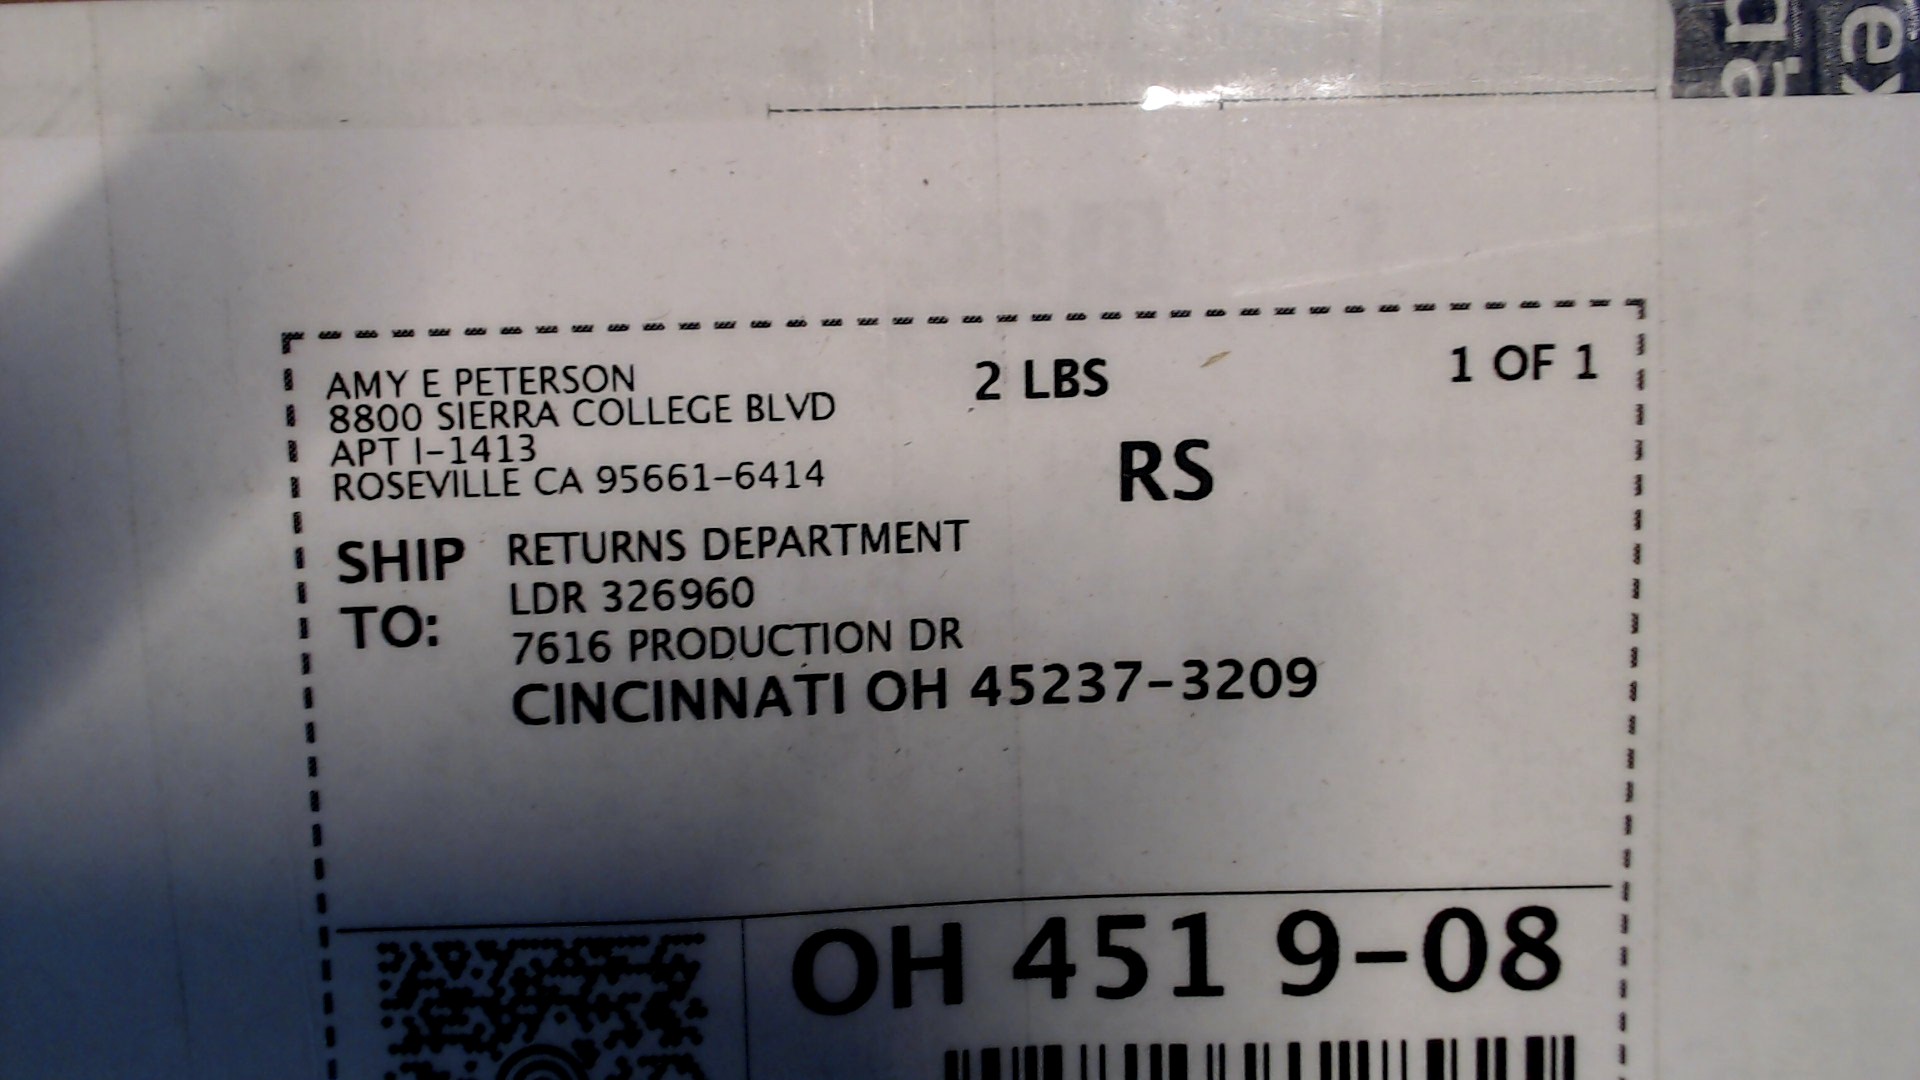 AMY E PETERSON
8800 SIERRA COLLEGE BLVD
APT I-1413
ROSEVILLE CA 95661-6414
2 LBS
1 OF 1
RS
SHIP TO:
RETURNS DEPARTMENT
LDR 326960
7616 PRODUCTION DR
CINCINNATI OH 45237-3209
OH 451 9-08